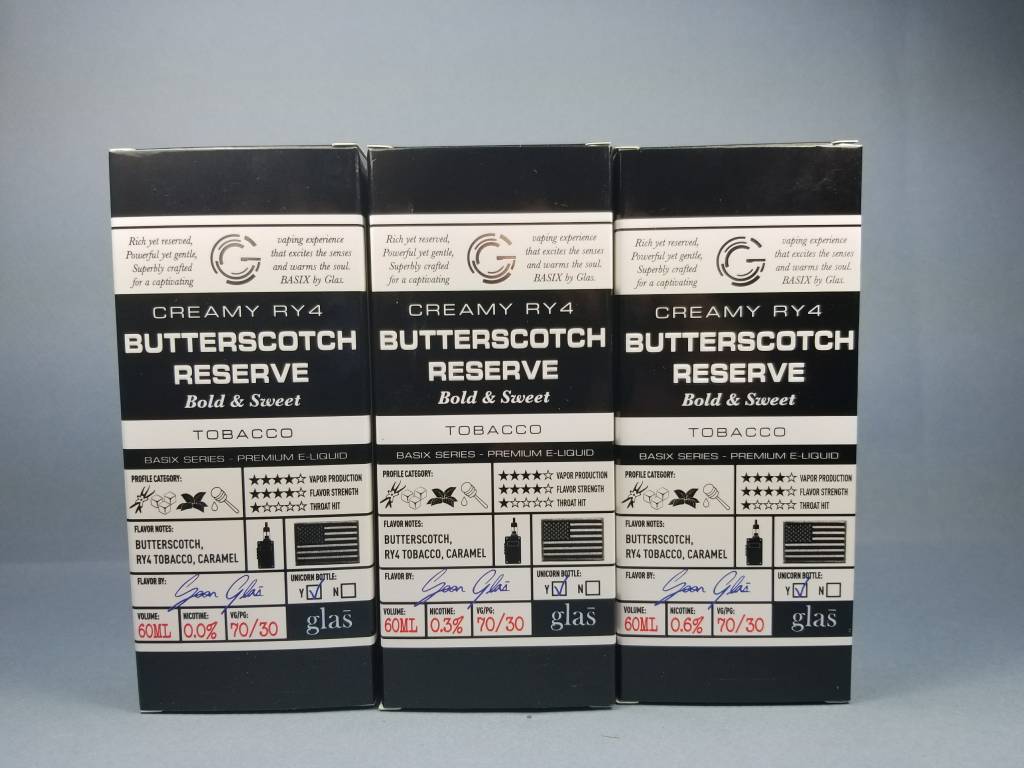 Rich yet reserved,
Powerful yet gentle,
Superbly crafted
for a captivating
vaping experience
that excites the senses
and warms the soul.
BASIX by Glas.
CREAMY RY4
BUTTERSCOTCH
RESERVE
Bold & Sweet
TOBACCO
BASIX SERIES - PREMIUM E-LIQUID
PROFILE CATEGORY:
★★★★☆ VAPOR PRODUCTION
★★★★☆ FLAVOR STRENGTH
★☆☆☆☆ THROAT HIT
FLAVOR NOTES:
BUTTERSCOTCH,
RY4 TOBACCO, CARAMEL
FLAVOR BY:
Sean Glas
UNICORN BOTTLE:
Y ☑ N ☐
VOLUME:
60ML
NICOTINE:
0.0%
VG/PG:
70/30
glas̄
Rich yet reserved,
Powerful yet gentle,
Superbly crafted
for a captivating
vaping experience
that excites the senses
and warms the soul.
BASIX by Glas.
CREAMY RY4
BUTTERSCOTCH
RESERVE
Bold & Sweet
TOBACCO
BASIX SERIES - PREMIUM E-LIQUID
PROFILE CATEGORY:
★★★★☆ VAPOR PRODUCTION
★★★★☆ FLAVOR STRENGTH
★☆☆☆☆ THROAT HIT
FLAVOR NOTES:
BUTTERSCOTCH,
RY4 TOBACCO, CARAMEL
FLAVOR BY:
Sean Glas
UNICORN BOTTLE:
Y ☑ N ☐
VOLUME:
60ML
NICOTINE:
0.3%
VG/PG:
70/30
glas̄
Rich yet reserved,
Powerful yet gentle,
Superbly crafted
for a captivating
vaping experience
that excites the senses
and warms the soul.
BASIX by Glas.
CREAMY RY4
BUTTERSCOTCH
RESERVE
Bold & Sweet
TOBACCO
BASIX SERIES - PREMIUM E-LIQUID
PROFILE CATEGORY:
★★★★☆ VAPOR PRODUCTION
★★★★☆ FLAVOR STRENGTH
★☆☆☆☆ THROAT HIT
FLAVOR NOTES:
BUTTERSCOTCH,
RY4 TOBACCO, CARAMEL
FLAVOR BY:
Sean Glas
UNICORN BOTTLE:
Y ☑ N ☐
VOLUME:
60ML
NICOTINE:
0.6%
VG/PG:
70/30
glas̄